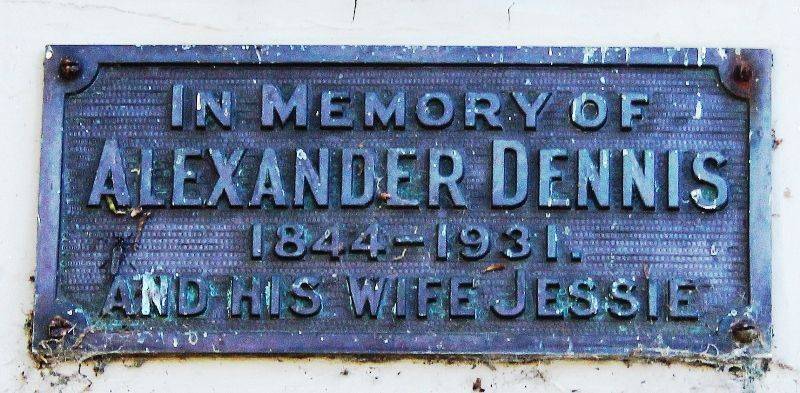 IN MEMORY OF
ALEXANDER DENNIS
1844-1931.
AND HIS WIFE JESSIE